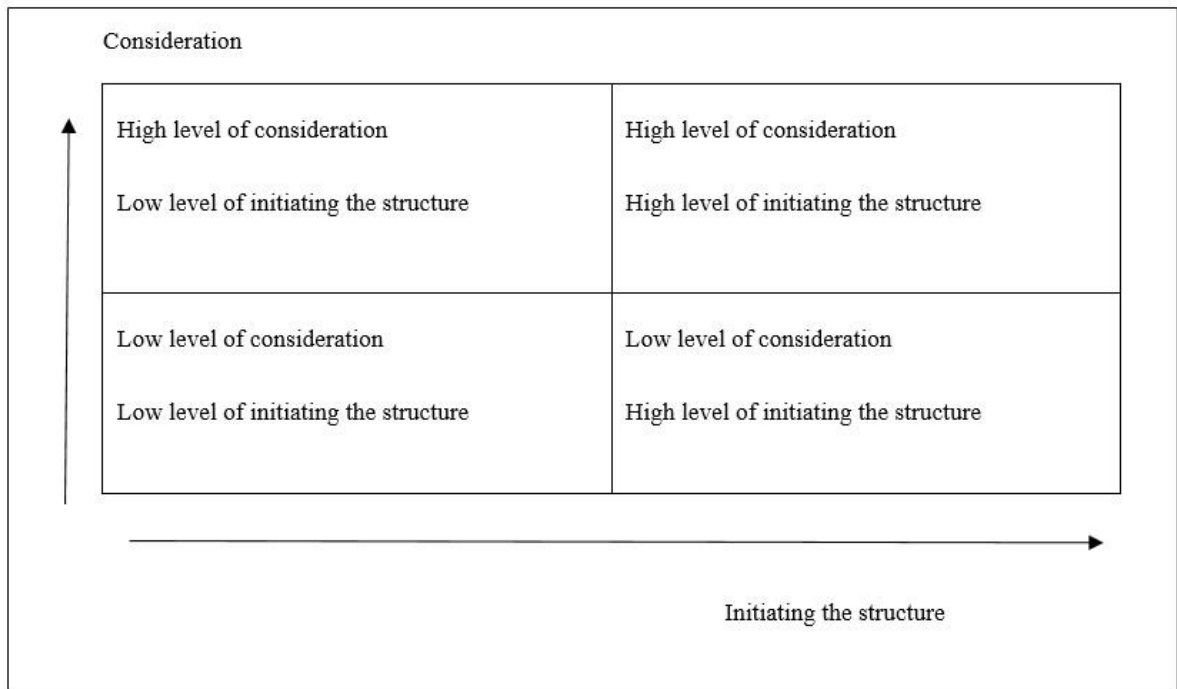 Consideration
High level of consideration
Low level of initiating the structure
High level of consideration
High level of initiating the structure
Low level of consideration
Low level of initiating the structure
Low level of consideration
High level of initiating the structure
Initiating the structure